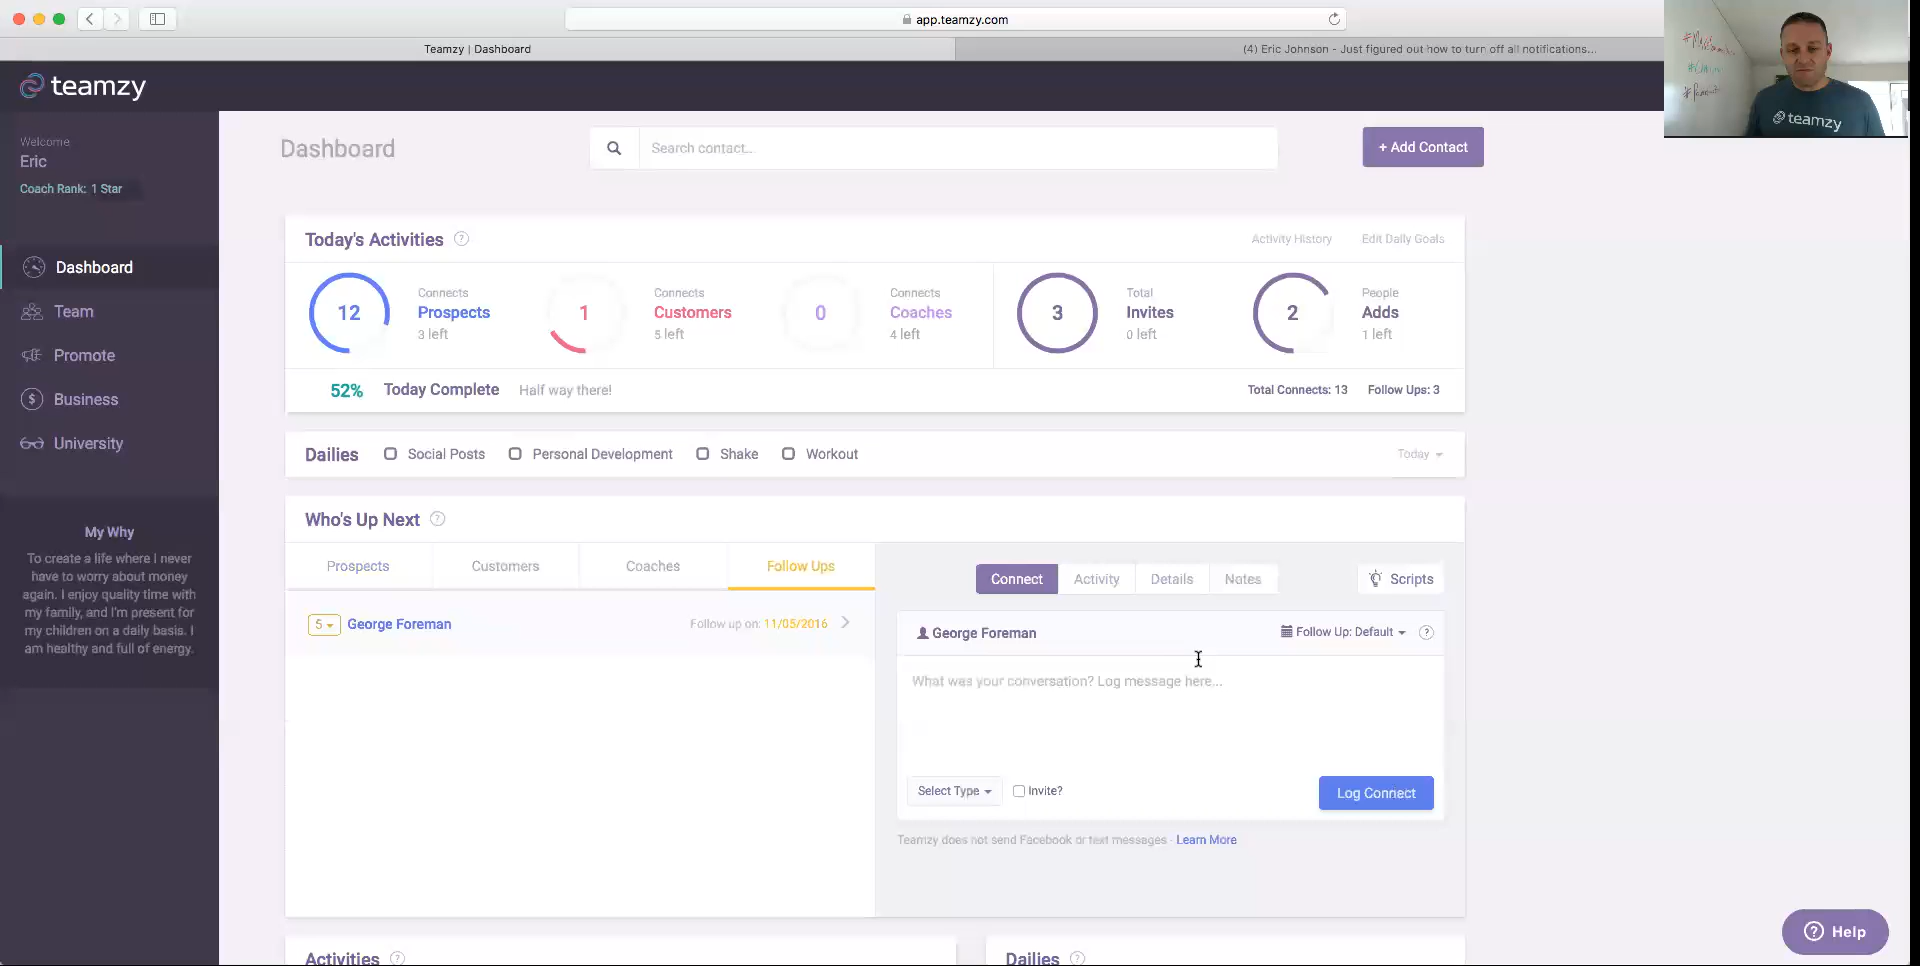 app.teamzy.com
Teamzy | Dashboard
(4) Eric Johnson - Just figured out how to turn off all notifications...
teamzy
teamzy
Welcome
Eric
Coach Rank: 1 Star
Dashboard
Team
Promote
Business
University
My Why
To create a life where I never
have to worry about money
again. I enjoy quality time with
my family, and I'm present for
my children on a daily basis. I
am healthy and full of energy.
Dashboard
Search contact...
+ Add Contact
Today's Activities ?
Activity History
Edit Daily Goals
12
Connects
Prospects
3 left
1
Connects
Customers
5 left
0
Connects
Coaches
4 left
3
Total
Invites
0 left
2
People
Adds
1 left
52% Today Complete Half way there!
Total Connects: 13 Follow Ups: 3
Dailies Social Posts Personal Development Shake Workout
Today
Who's Up Next ?
Prospects Customers Coaches Follow Ups
5 George Foreman Follow up on: 11/05/2016
Connect Activity Details Notes
Scripts
George Foreman
Follow Up: Default ?
What was your conversation? Log message here...
Select Type
Invite?
Log Connect
Teamzy does not send Facebook or text messages - Learn More
Activities ?
Dailies ?
? Help